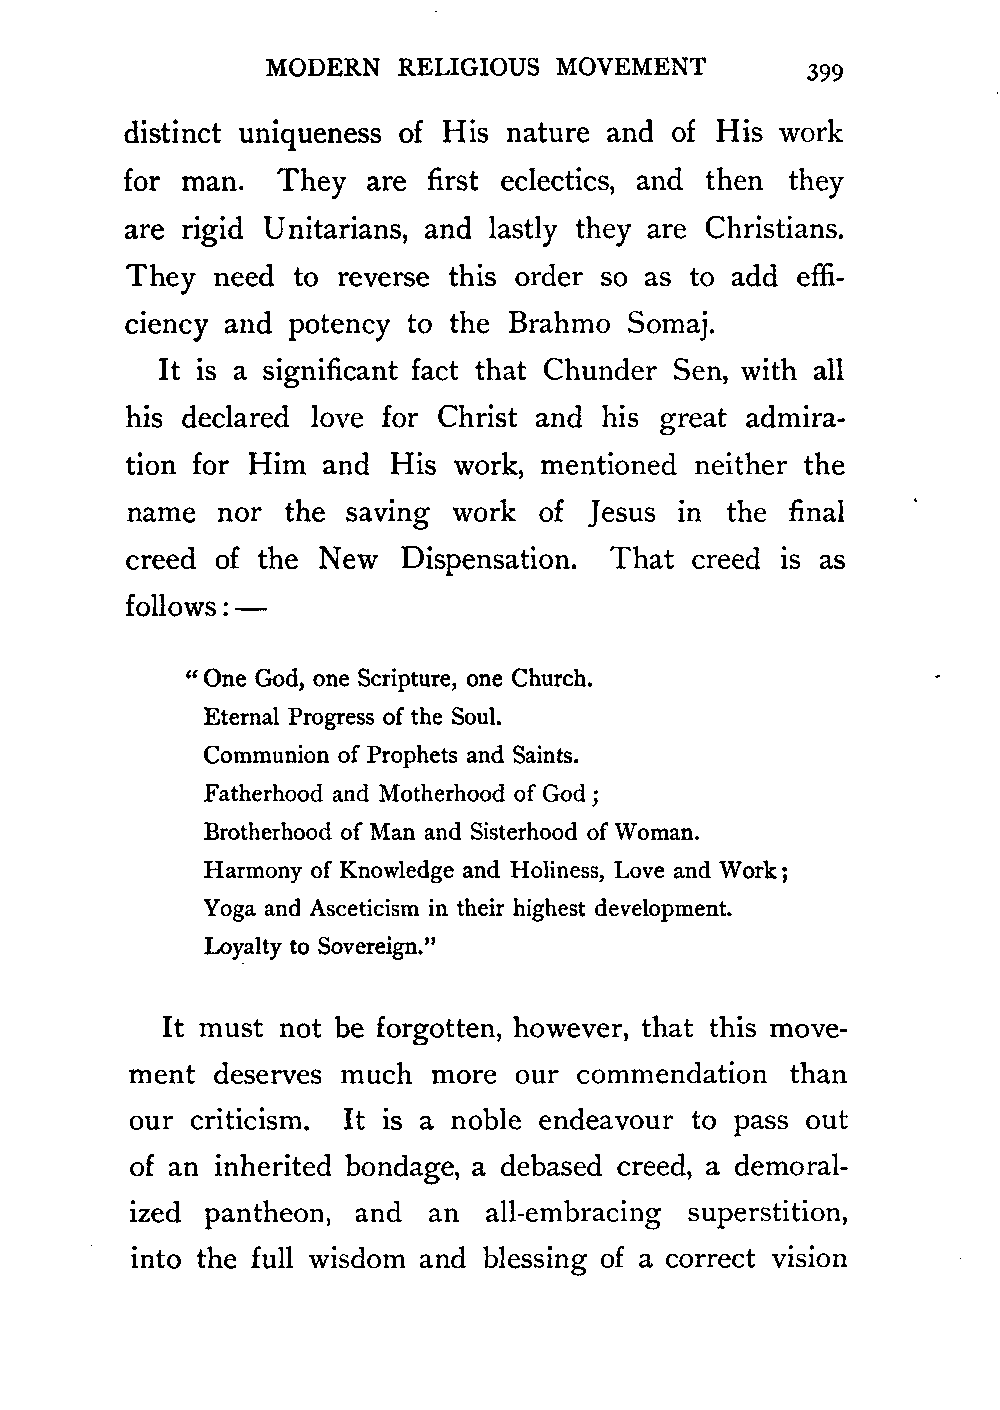 MODERN RELIGIOUS MOVEMENT 399
distinct uniqueness of His nature and of His work
for man. They are first eclectics, and then they
are rigid Unitarians, and lastly they are Christians.
They need to reverse this order so as to add effi-
ciency and potency to the Brahmo Somaj.
It is a significant fact that Chunder Sen, with all
his declared love for Christ and his great admira-
tion for Him and His work, mentioned neither the
name nor the saving work of Jesus in the final
creed of the New Dispensation. That creed is as
follows:—
"One God, one Scripture, one Church.
Eternal Progress of the Soul.
Communion of Prophets and Saints.
Fatherhood and Motherhood of God;
Brotherhood of Man and Sisterhood of Woman.
Harmony of Knowledge and Holiness, Love and Work;
Yoga and Asceticism in their highest development.
Loyalty to Sovereign."
It must not be forgotten, however, that this move-
ment deserves much more our commendation than
our criticism. It is a noble endeavour to pass out
of an inherited bondage, a debased creed, a demoral-
ized pantheon, and an all-embracing superstition,
into the full wisdom and blessing of a correct vision